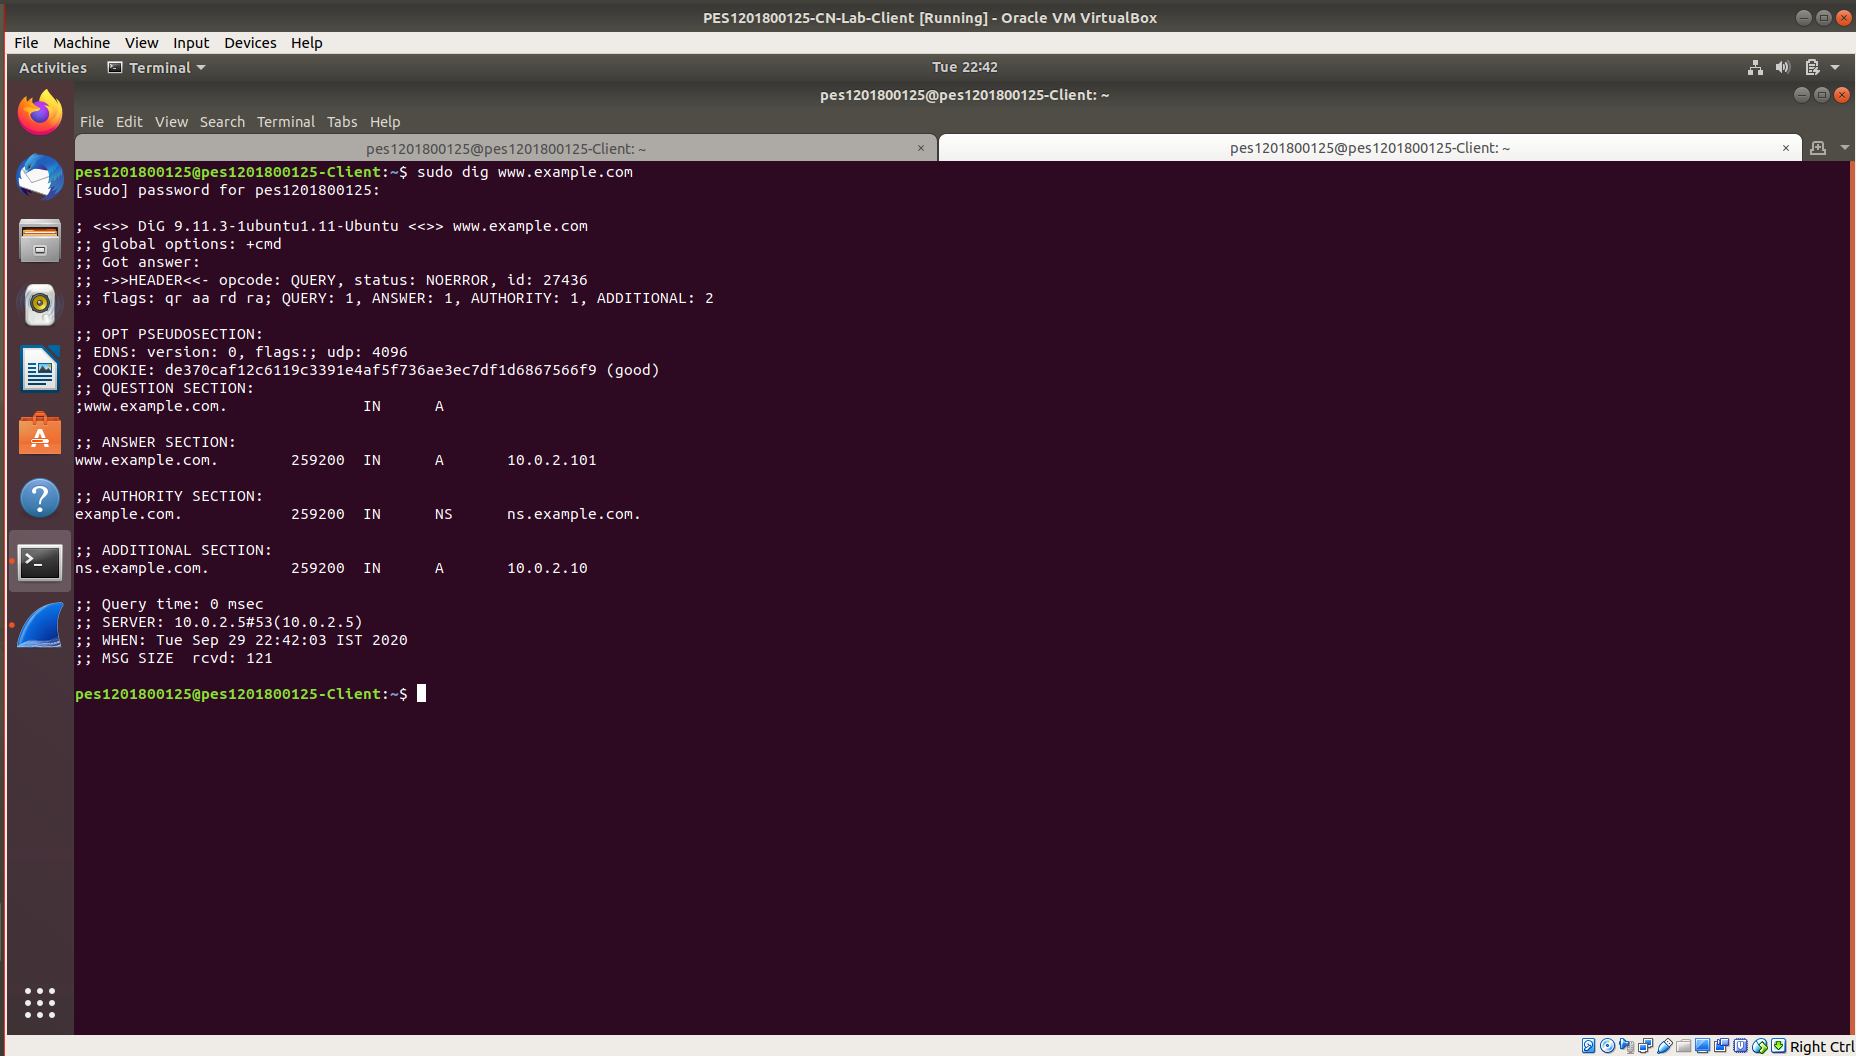 PES1201800125-CN-Lab-Client [Running] - Oracle VM VirtualBox
File Machine View Input Devices Help
Activities Terminal Tue 22:42
pes1201800125@pes1201800125-Client: ~
File Edit View Search Terminal Tabs Help
pes1201800125@pes1201800125-Client: ~ × pes1201800125@pes1201800125-Client: ~ ×
pes1201800125@pes1201800125-Client:~$ sudo dig www.example.com
[sudo] password for pes1201800125:
; <<>> DiG 9.11.3-1ubuntu1.11-Ubuntu <<>> www.example.com
;; global options: +cmd
;; Got answer:
;; ->>HEADER<<- opcode: QUERY, status: NOERROR, id: 27436
;; flags: qr aa rd ra; QUERY: 1, ANSWER: 1, AUTHORITY: 1, ADDITIONAL: 2
;; OPT PSEUDOSECTION:
; EDNS: version: 0, flags:; udp: 4096
; COOKIE: de370caf12c6119c3391e4af5f736ae3ec7df1d6867566f9 (good)
;; QUESTION SECTION:
;www.example.com. IN A
;; ANSWER SECTION:
www.example.com. 259200 IN A 10.0.2.101
;; AUTHORITY SECTION:
example.com. 259200 IN NS ns.example.com.
;; ADDITIONAL SECTION:
ns.example.com. 259200 IN A 10.0.2.10
;; Query time: 0 msec
;; SERVER: 10.0.2.5#53(10.0.2.5)
;; WHEN: Tue Sep 29 22:42:03 IST 2020
;; MSG SIZE  rcvd: 121
pes1201800125@pes1201800125-Client:~$
Right Ctrl